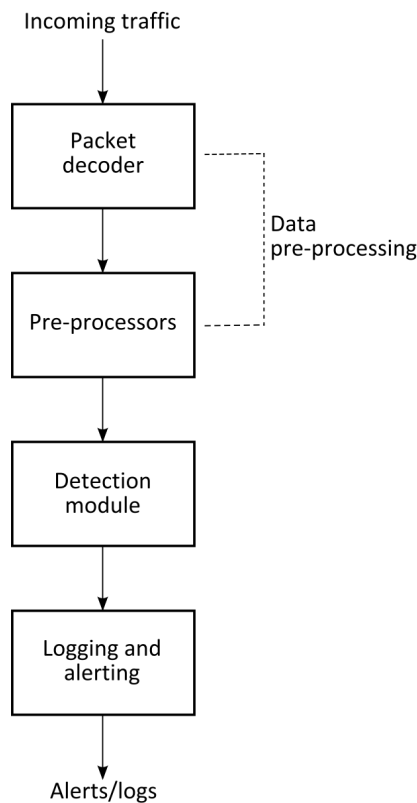 Incoming traffic
Packet
decoder
Data
pre-processing
Pre-processors
Detection
module
Logging and
alerting
Alerts/logs